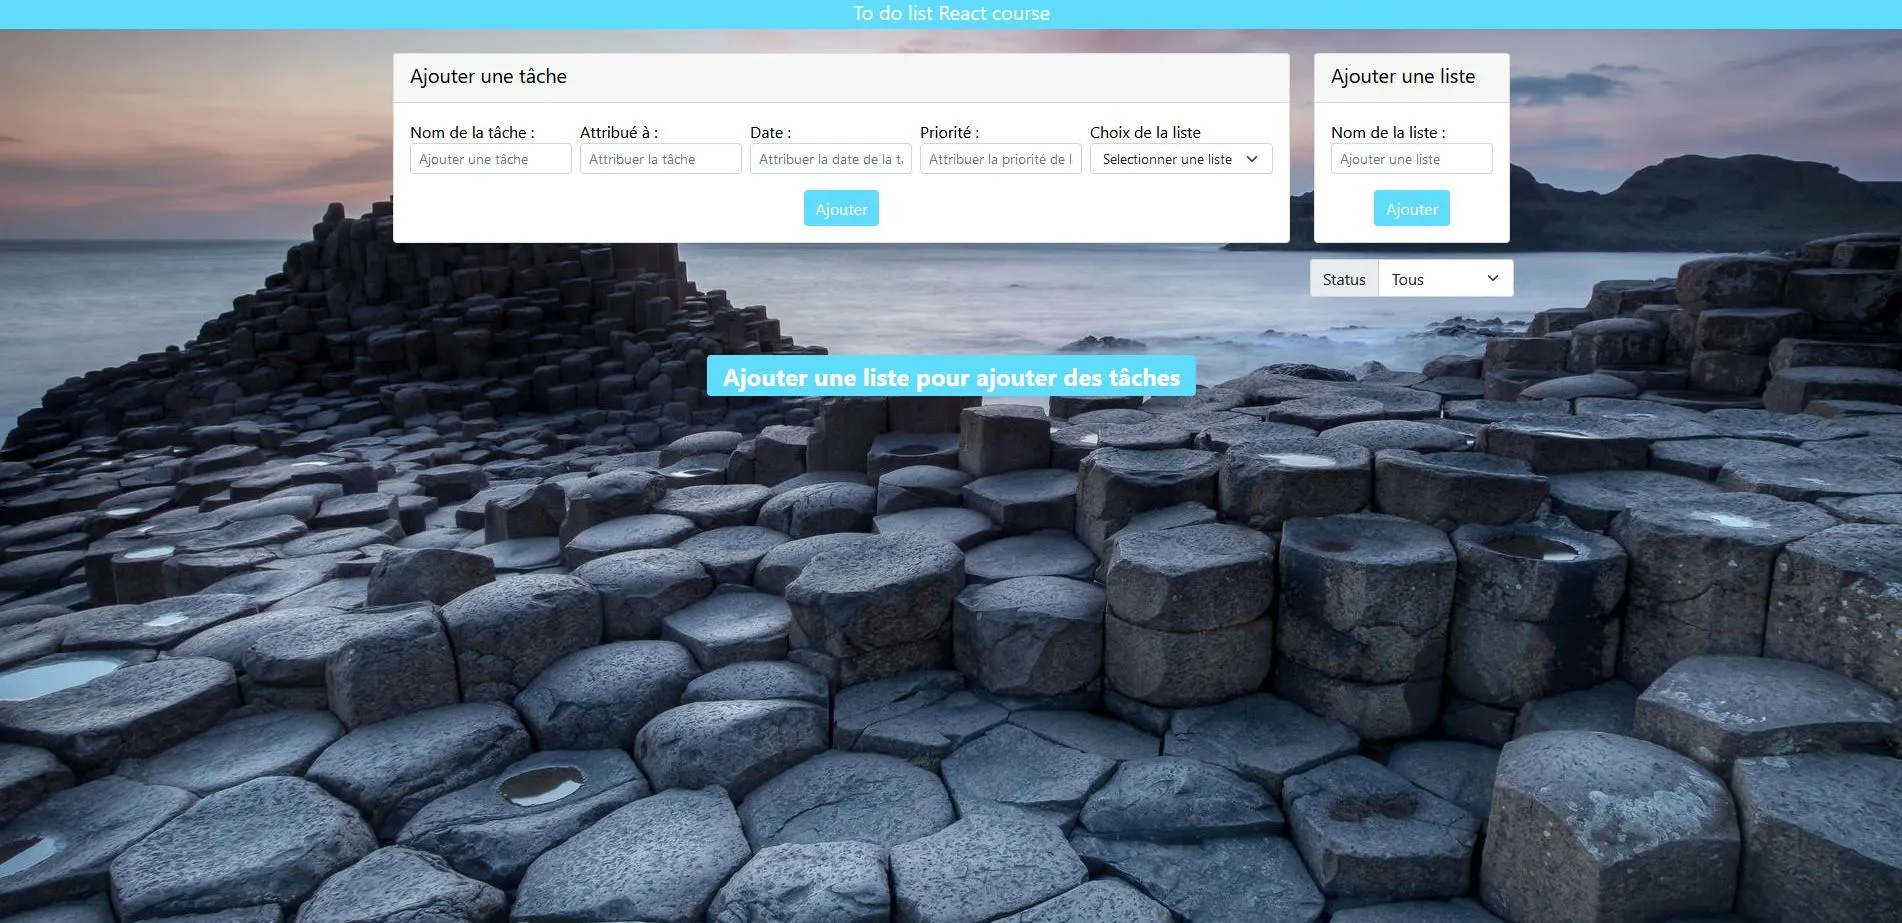 To do list React course
Ajouter une tâche
Nom de la tâche :
Attribué à :
Date :
Priorité :
Choix de la liste
Ajouter une tâche
Attribuer la tâche
Attribuer la date de la t
Attribuer la priorité de l
Selectionner une liste
Ajouter
Ajouter une liste
Nom de la liste :
Ajouter une liste
Ajouter
Status
Tous
Ajouter une liste pour ajouter des tâches